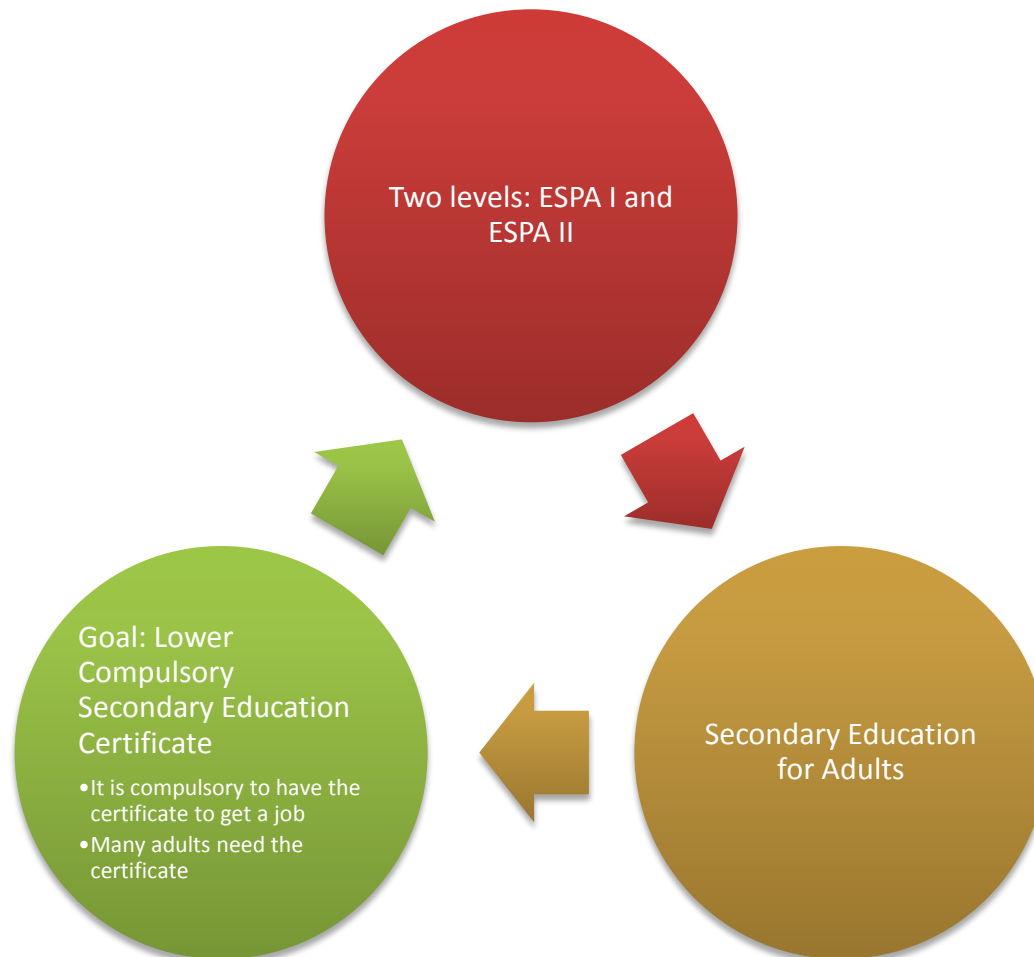 Two levels: ESPA I and
ESPA II
Secondary Education
for Adults
Goal: Lower
Compulsory
Secondary Education
Certificate
•It is compulsory to have the
certificate to get a job
•Many adults need the
certificate